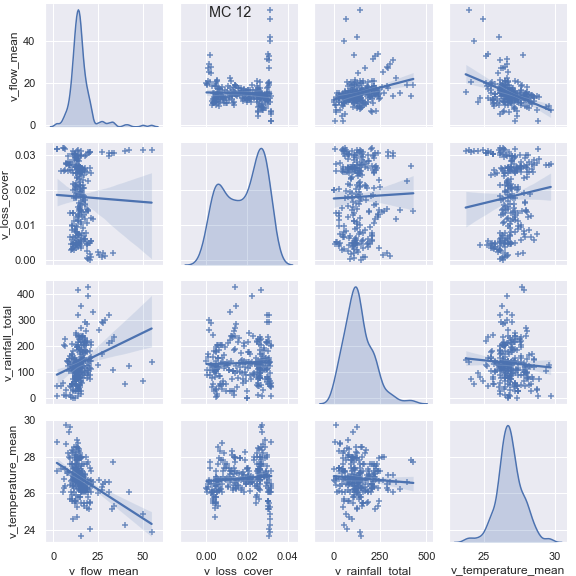 MC 12
v_flow_mean
40
20
0
v_loss_cover
0.03
0.02
0.01
0.00
v_rainfall_total
400
300
200
100
0
v_temperature_mean
30
28
26
24
0 25 50
0.00 0.02 0.04
0 250 500
25 30
v_flow_mean
v_loss_cover
v_rainfall_total
v_temperature_mean